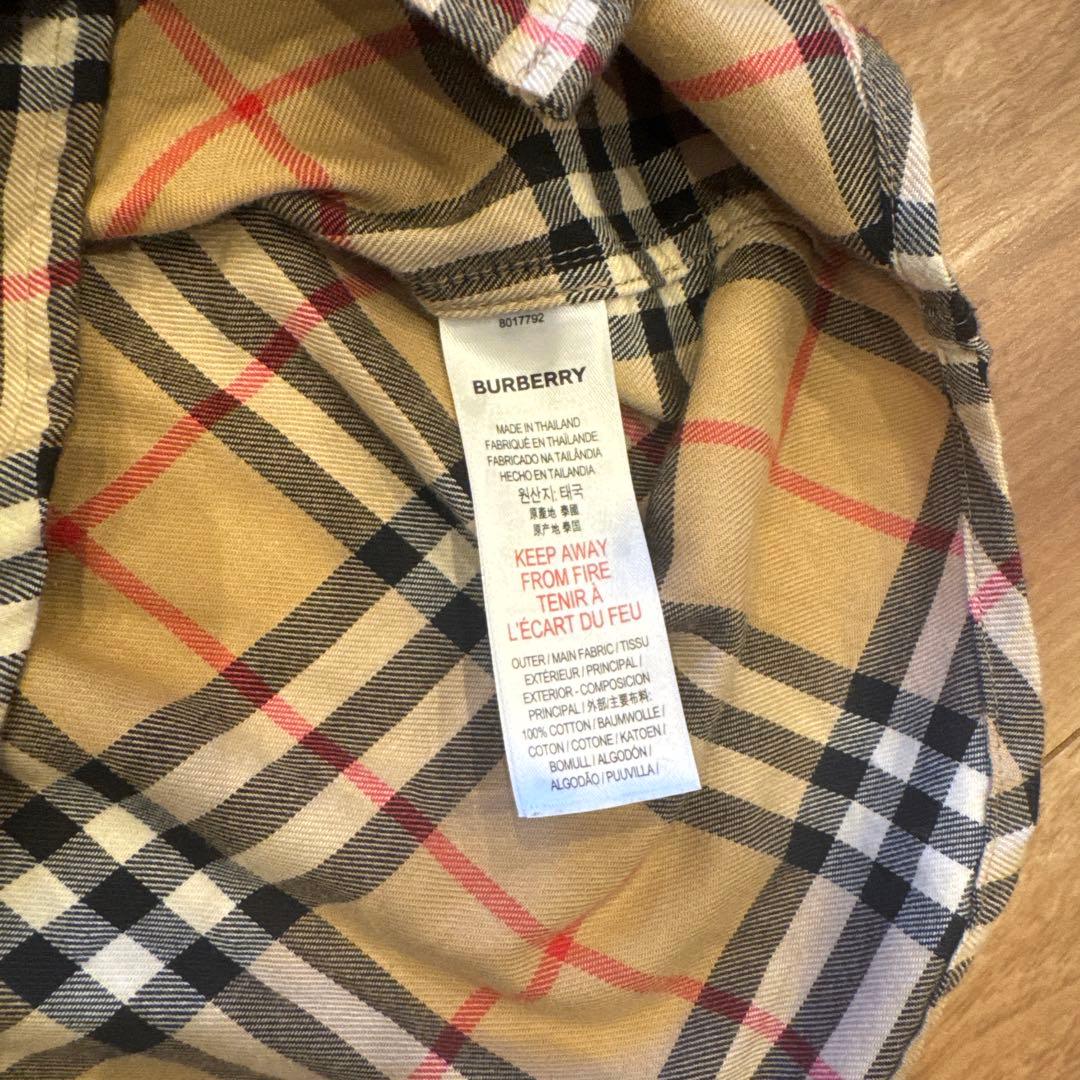 8017792
BURBERRY
MADE IN THAILAND
FABRIQUÉ EN THAÏLANDE
FABRICADO NA TAILÂNDIA
HECHO EN TAILANDIA
원산지: 태국
原產地 泰國
原产地 泰国
KEEP AWAY
FROM FIRE
TENIR À
L'ÉCART DU FEU
OUTER / MAIN FABRIC / TISSU
EXTÉRIEUR / PRINCIPAL /
EXTERIOR - COMPOSICION
PRINCIPAL / 外部/主要布料:
100% COTTON / BAUMWOLLE /
COTON / COTONE / KATOEN /
BOMULL / ALGODÓN /
ALGODÃO / PUUVILLA /